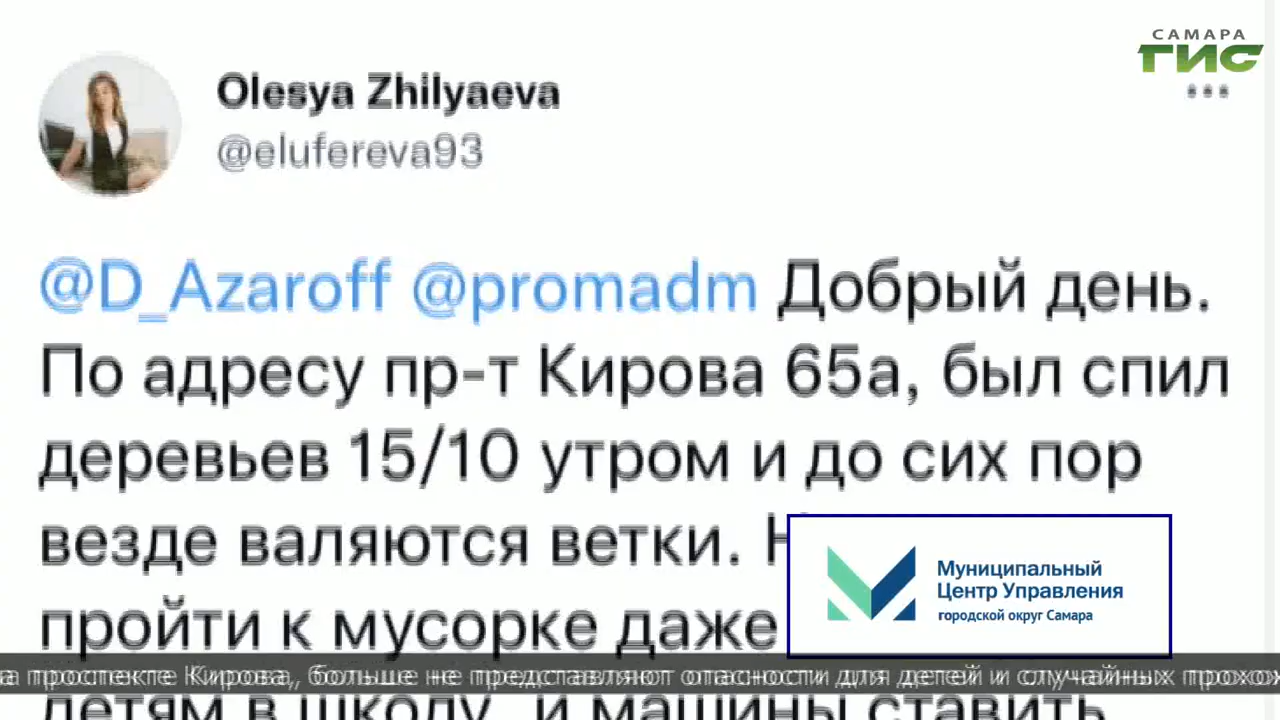 САМАРА
ГИС
Olesya Zhilyaeva
@elufereva93
@D_Azaroff @promadm Добрый день.
По адресу пр-т Кирова 65а, был спил
деревьев 15/10 утром и до сих пор
везде валяются ветки. Н
пройти к мусорке даже
Муниципальный
Центр Управления
городской округ Самара
а проспекте Кирова, больше не представляют опасности для детей и случайных прохо
детям в школу, и машины ставить